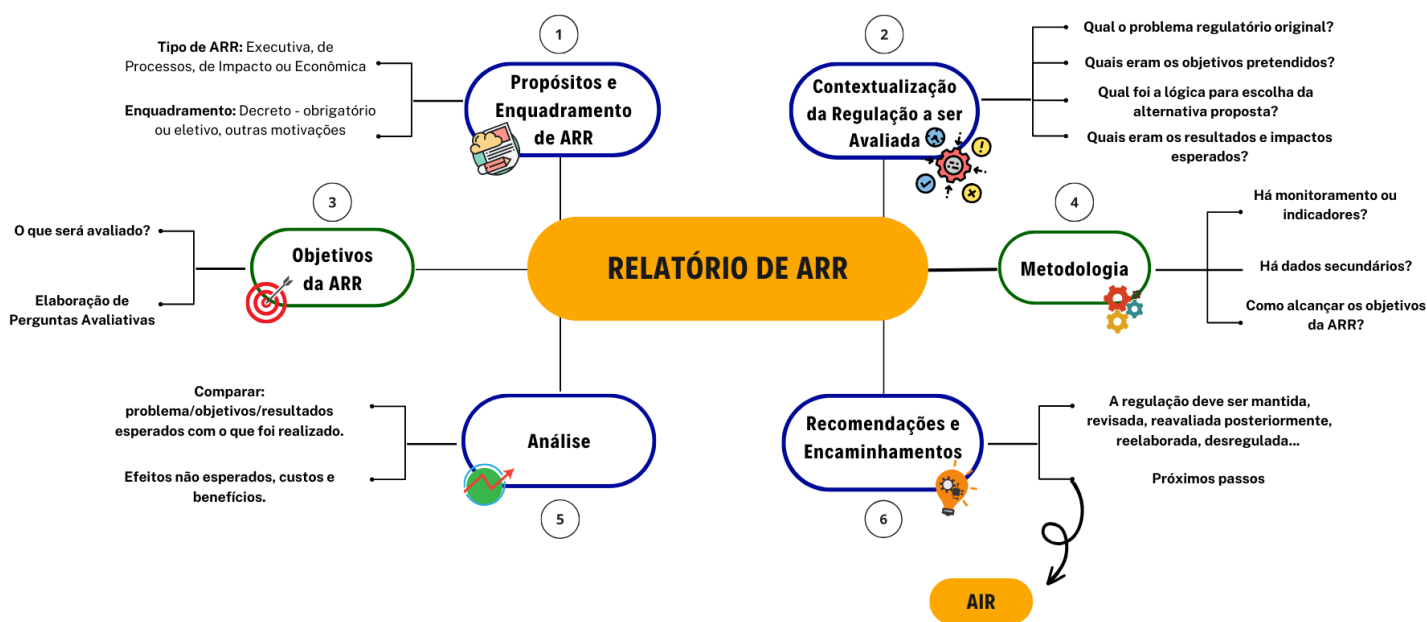 1
Propósitos e
Enquadramento
de ARR
Tipo de ARR: Executiva, de
Processos, de Impacto ou Econômica
Enquadramento: Decreto - obrigatório
ou eletivo, outras motivações
2
Contextualização
da Regulação a ser
Avaliada
Qual o problema regulatório original?
Quais eram os objetivos pretendidos?
Qual foi a lógica para escolha da
alternativa proposta?
Quais eram os resultados e impactos
esperados?
3
Objetivos
da ARR
O que será avaliado?
Elaboração de
Perguntas Avaliativas
RELATÓRIO DE ARR
4
Metodologia
Há monitoramento ou
indicadores?
Há dados secundários?
Como alcançar os objetivos
da ARR?
Análise
5
Comparar:
problema/objetivos/resultados
esperados com o que foi realizado.
Efeitos não esperados, custos e
benefícios.
Recomendações e
Encaminhamentos
6
A regulação deve ser mantida,
revisada, reavaliada posteriormente,
reelaborada, desregulada...
Próximos passos
AIR